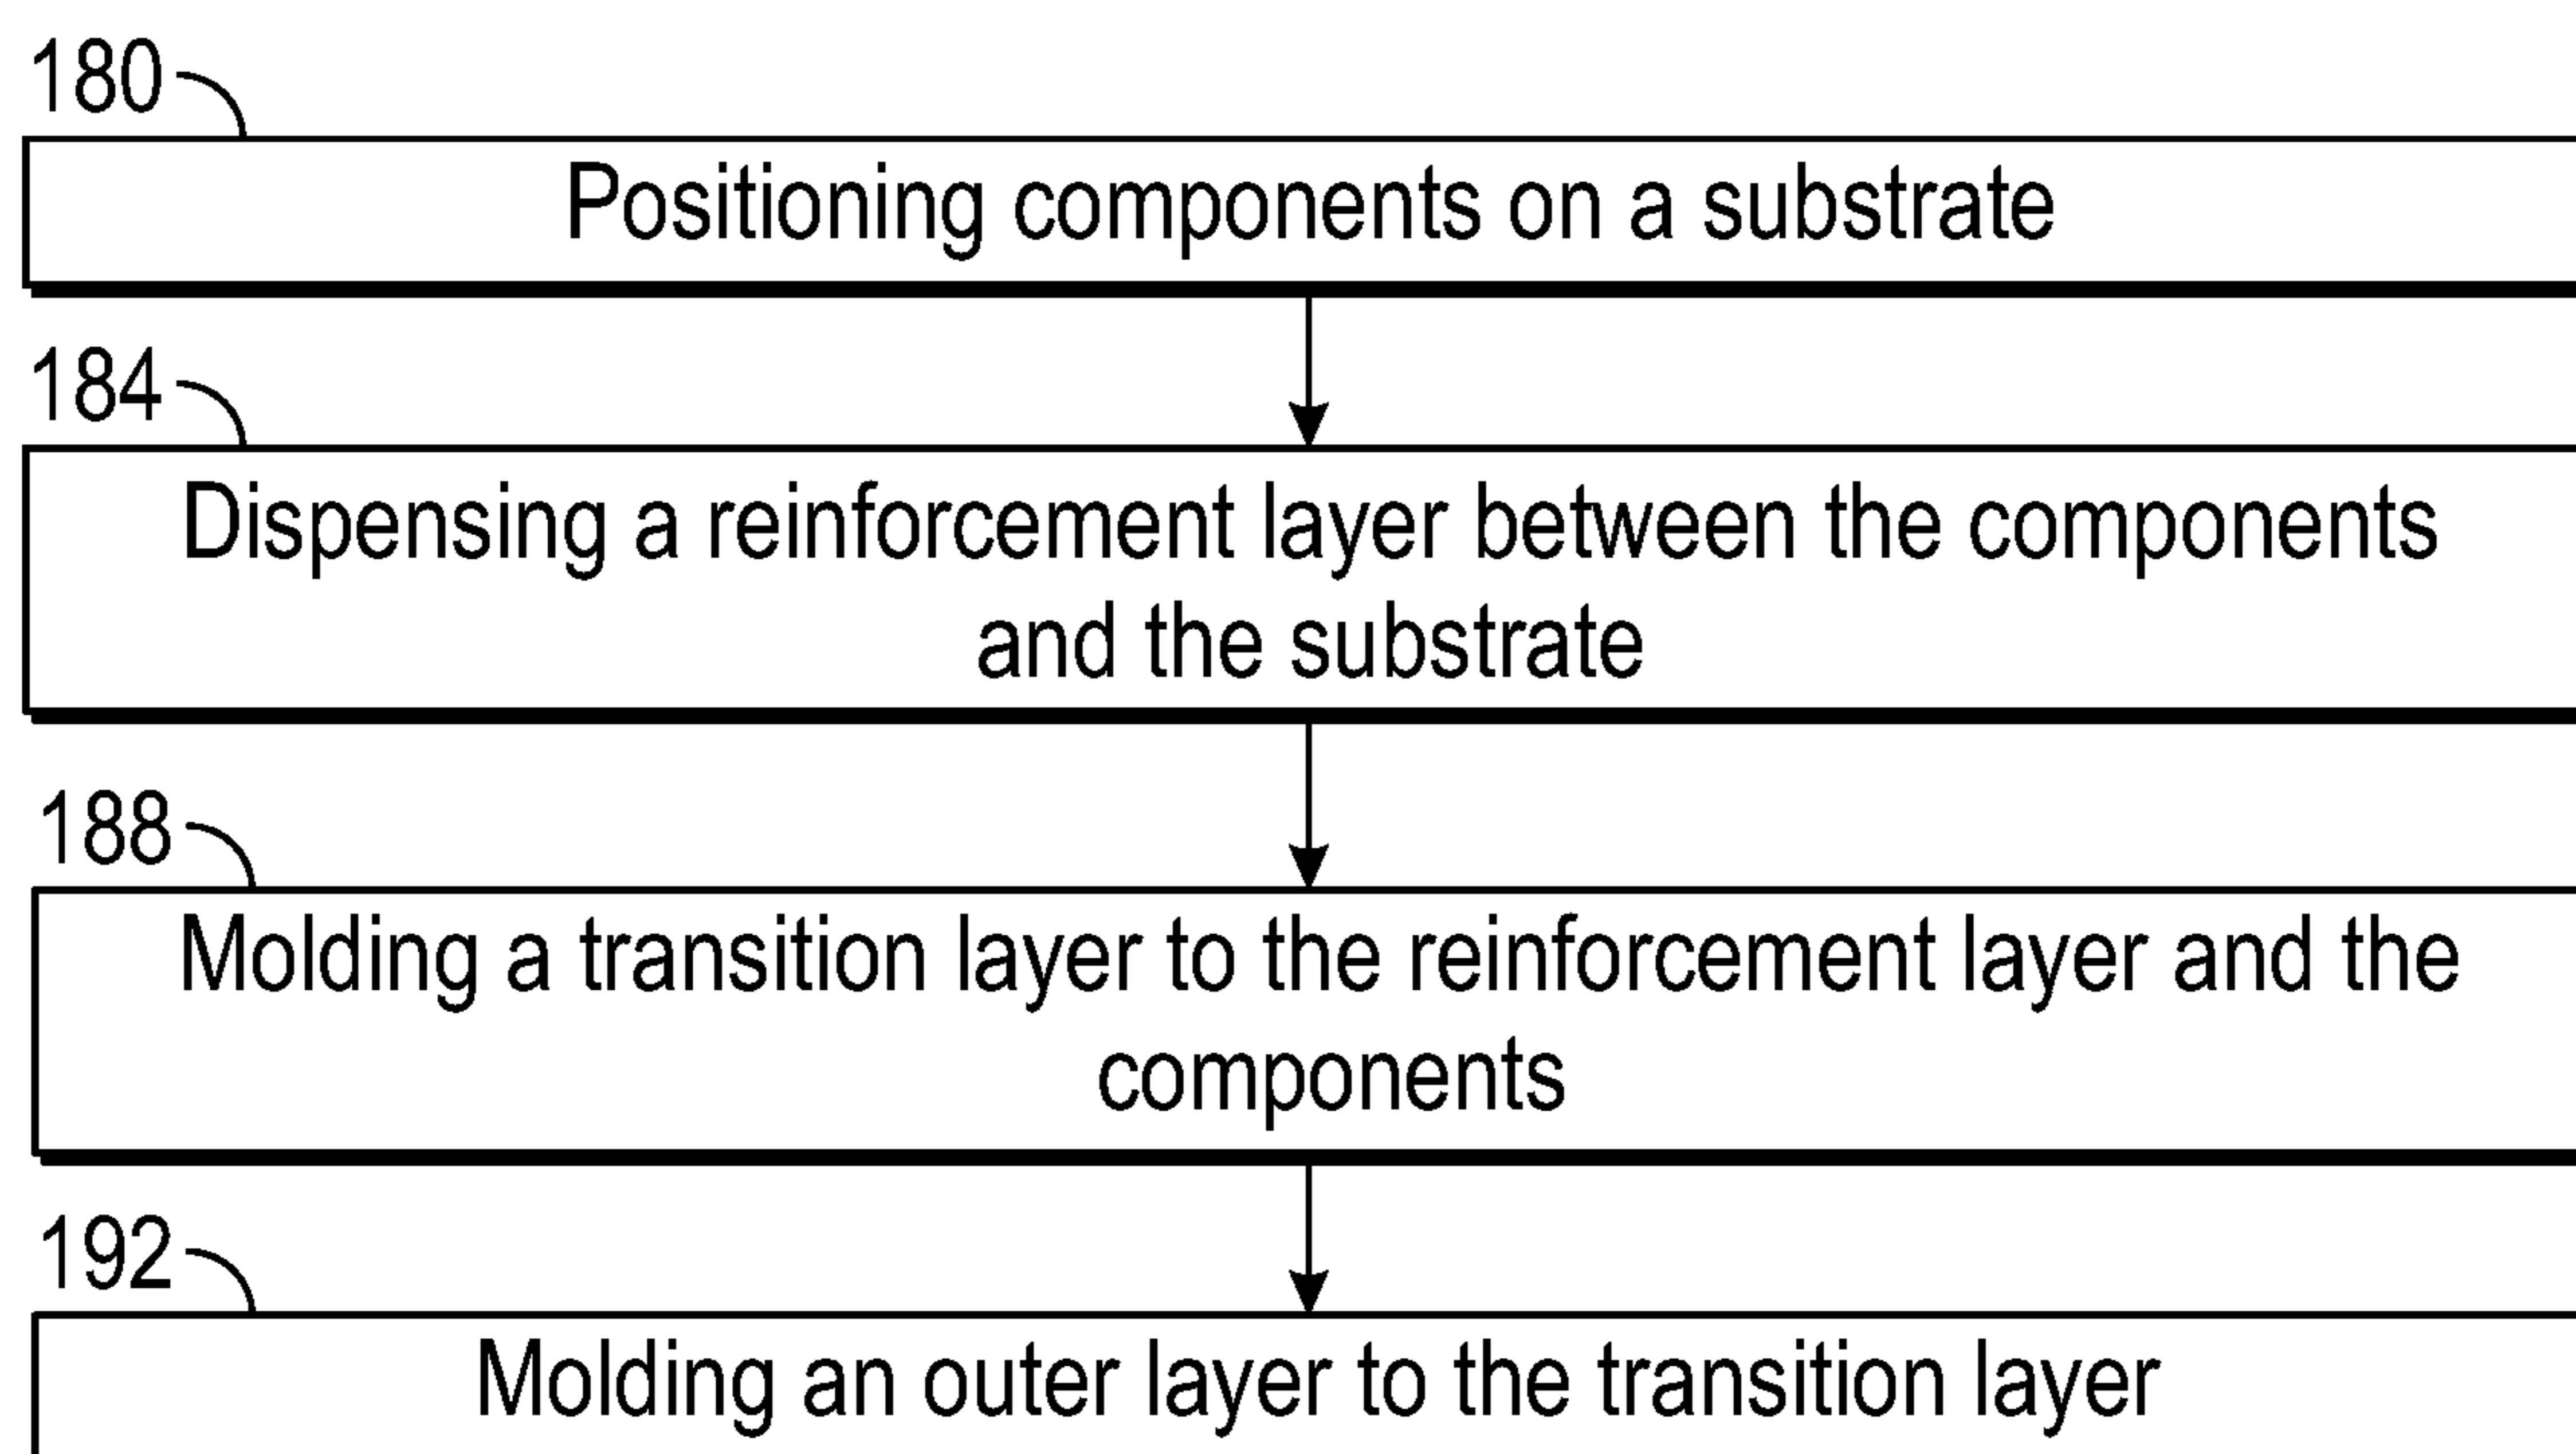 180
Positioning components on a substrate
184
Dispensing a reinforcement layer between the components
and the substrate
188
Molding a transition layer to the reinforcement layer and the
components
192
Molding an outer layer to the transition layer